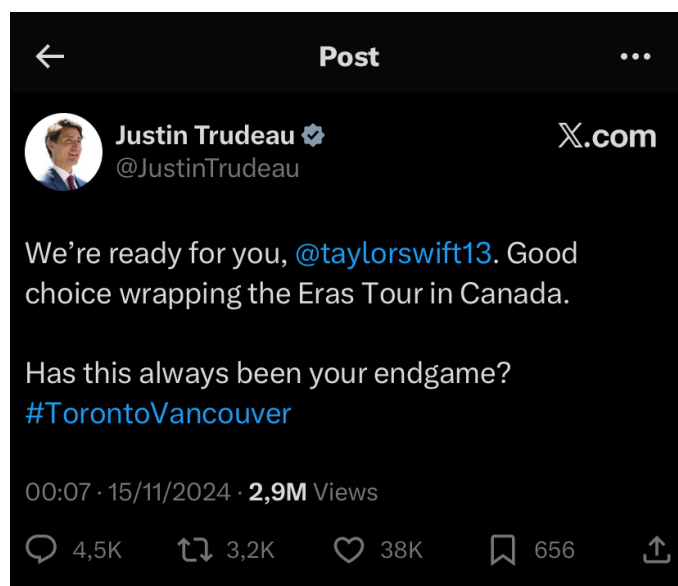 Post
Justin Trudeau
X.com
@JustinTrudeau
We’re ready for you, @taylorswift13. Good
choice wrapping the Eras Tour in Canada.
Has this always been your endgame?
#TorontoVancouver
00:07 · 15/11/2024 · 2,9M Views
4,5K 3,2K 38K 656